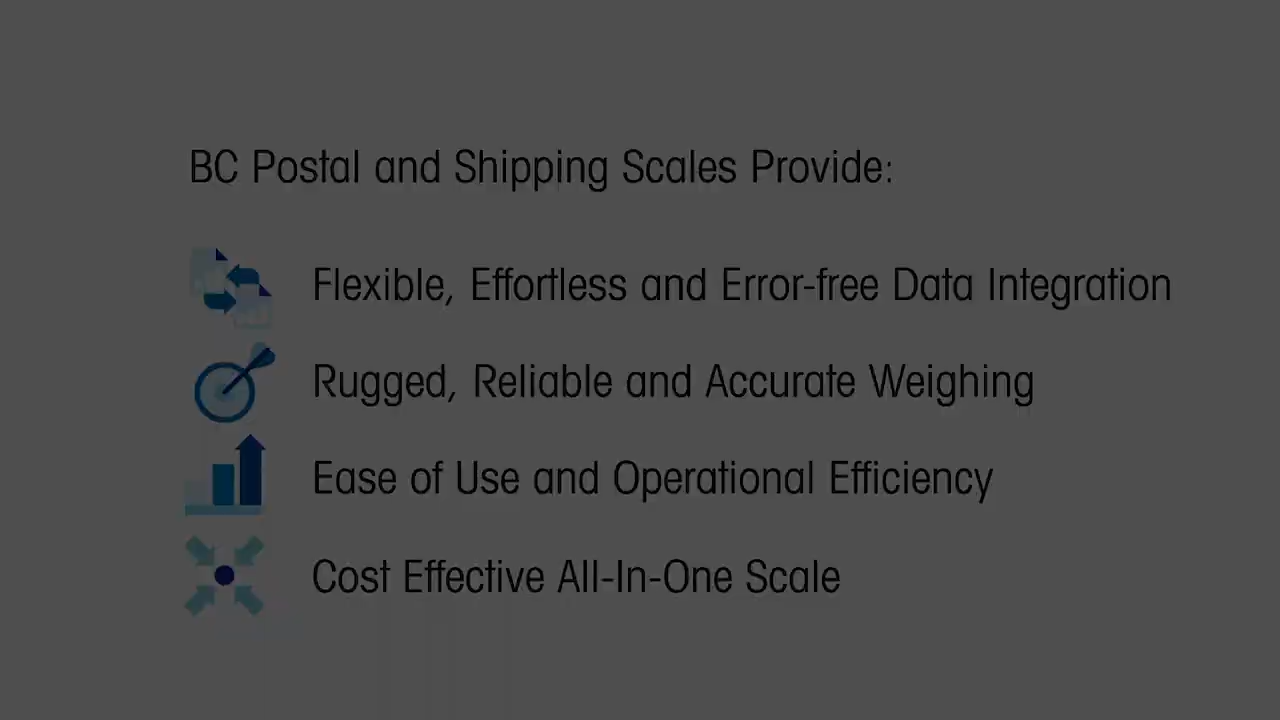 BC Postal and Shipping Scales Provide:
Flexible, Effortless and Error-free Data Integration
Rugged, Reliable and Accurate Weighing
Ease of Use and Operational Efficiency
Cost Effective All-In-One Scale